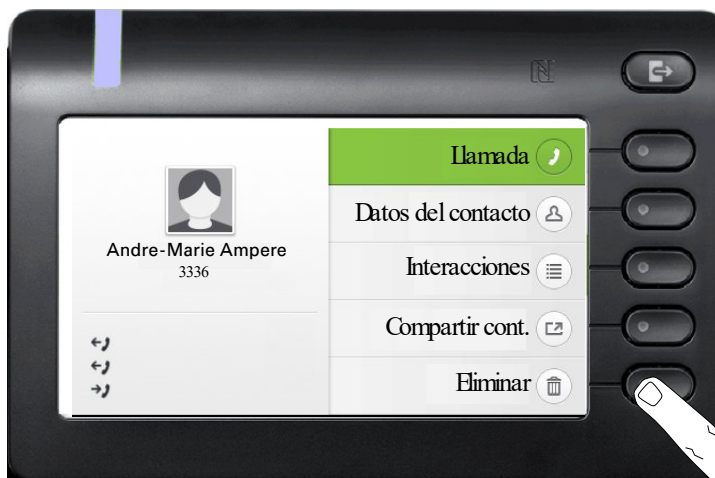 Llamada
Andre-Marie Ampere
3336
Datos del contacto
Interacciones
Compartir cont.
Eliminar